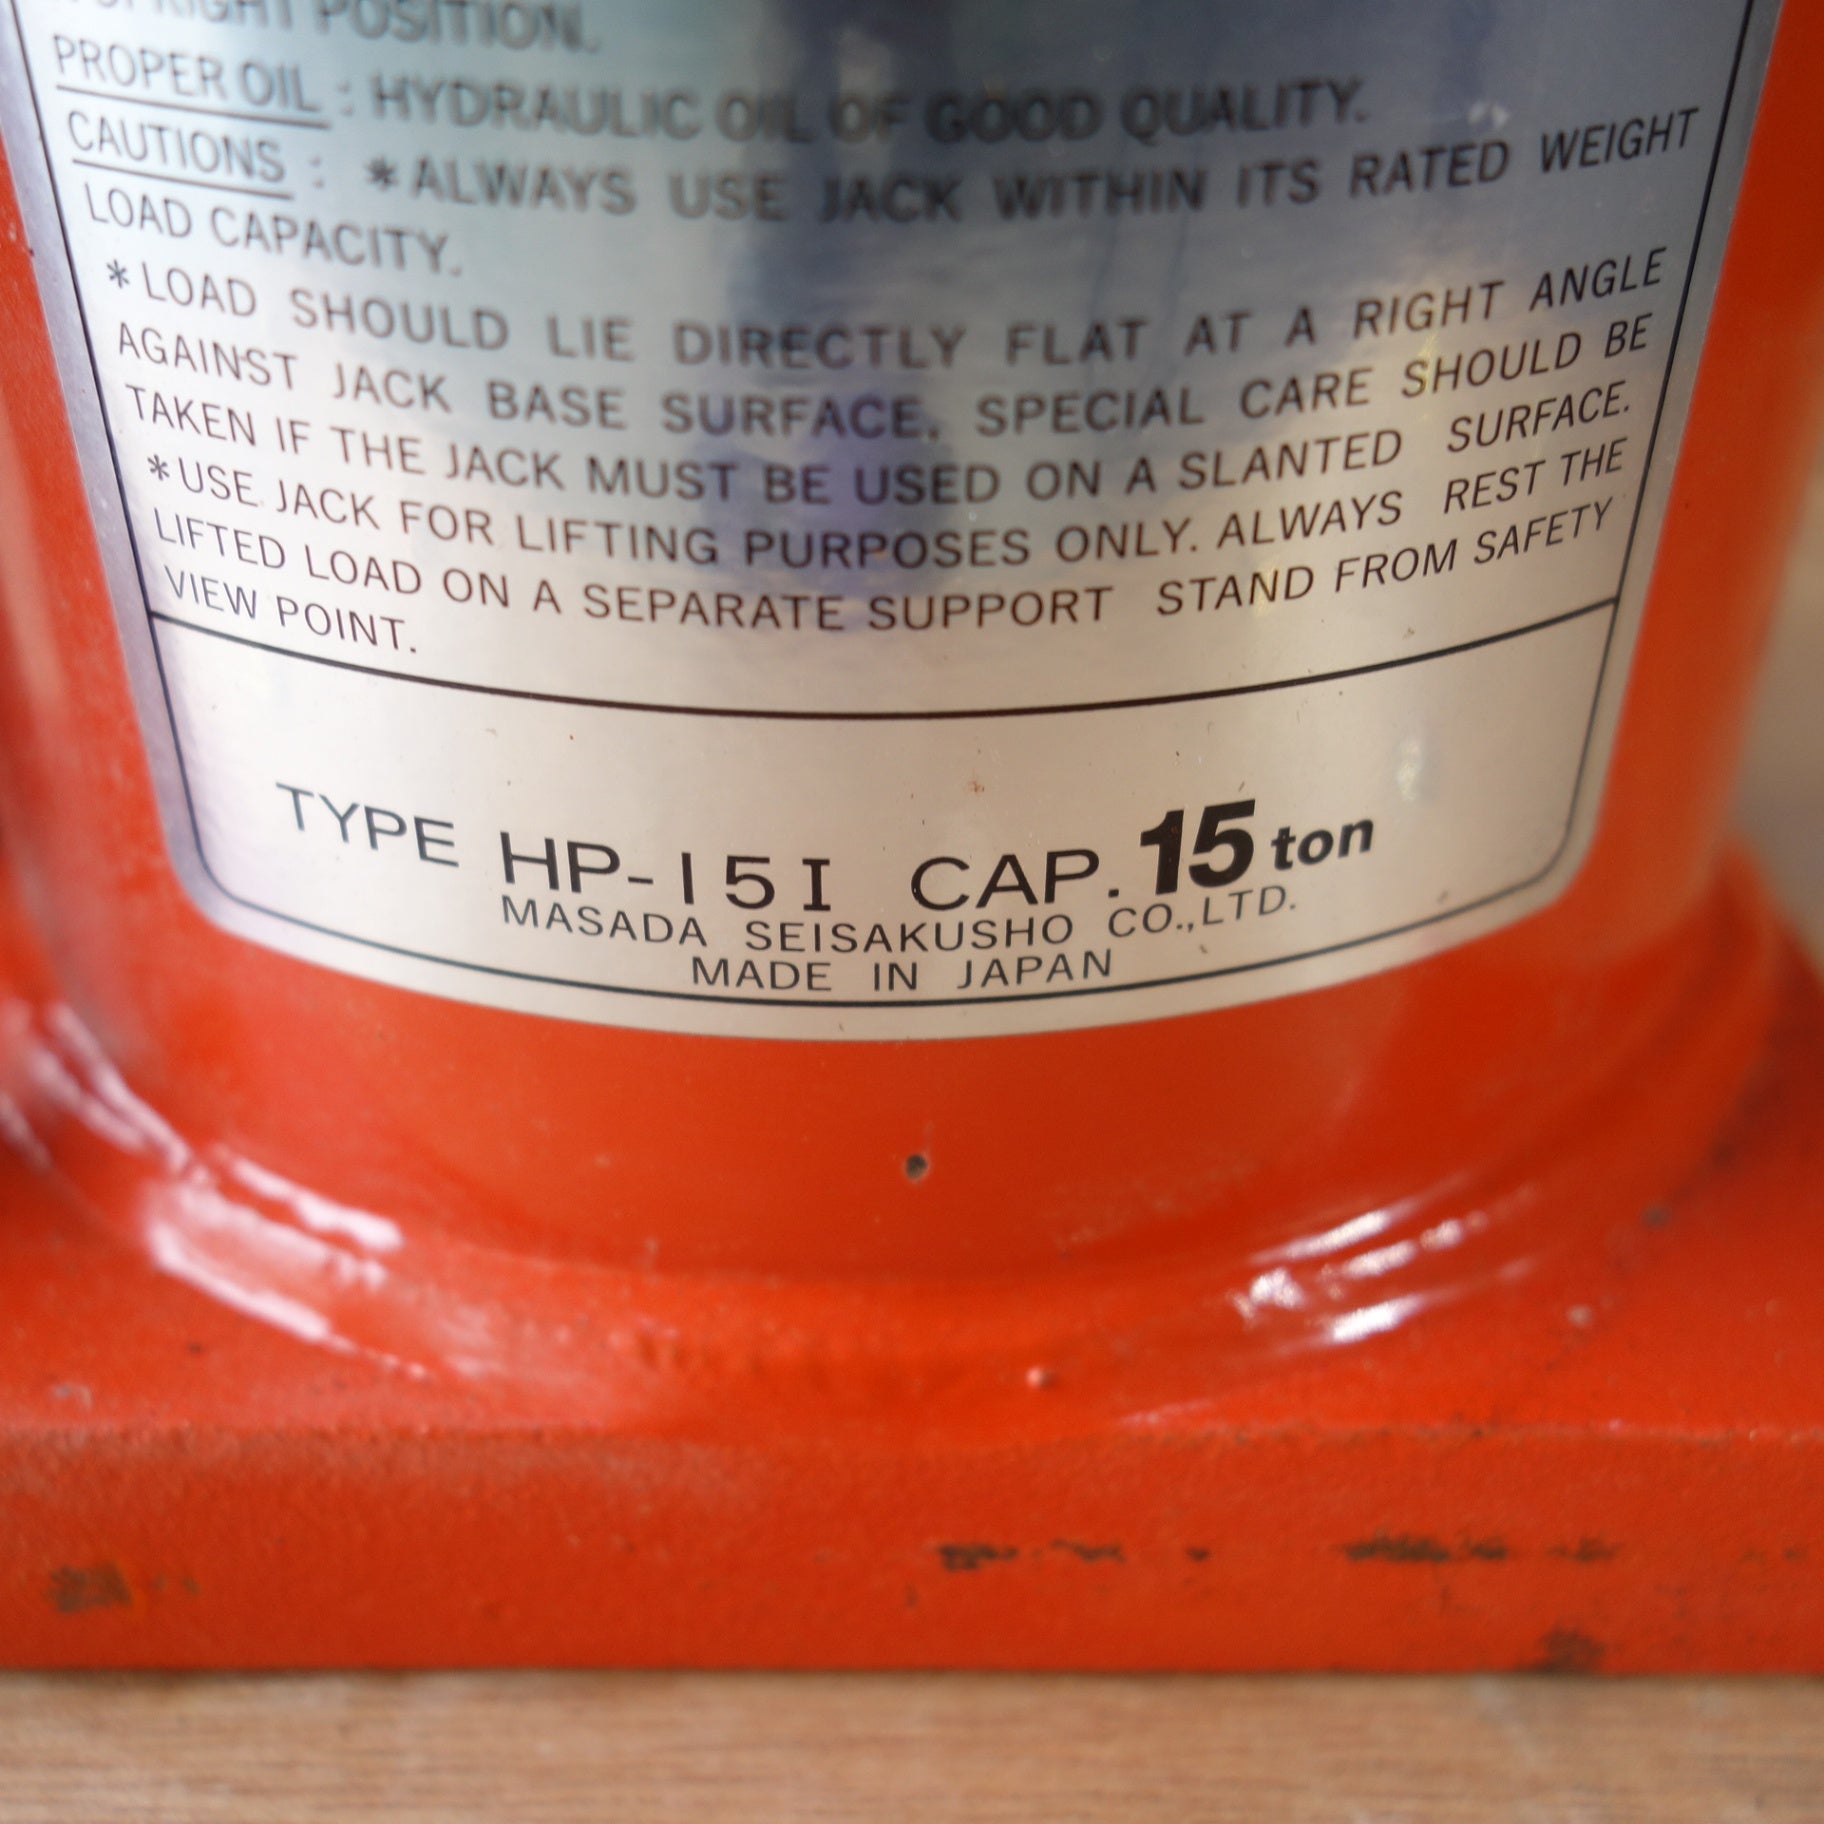 UPRIGHT POSITION.
PROPER OIL : HYDRAULIC OIL OF GOOD QUALITY.
CAUTIONS : *ALWAYS USE JACK WITHIN ITS RATED WEIGHT
LOAD CAPACITY.
*LOAD SHOULD LIE DIRECTLY FLAT AT A RIGHT ANGLE
AGAINST JACK BASE SURFACE. SPECIAL CARE SHOULD BE
TAKEN IF THE JACK MUST BE USED ON A SLANTED SURFACE.
*USE JACK FOR LIFTING PURPOSES ONLY. ALWAYS REST THE
LIFTED LOAD ON A SEPARATE SUPPORT STAND FROM SAFETY
VIEW POINT.
TYPE HP-15I CAP. 15 ton
MASADA SEISAKUSHO CO.,LTD.
MADE IN JAPAN